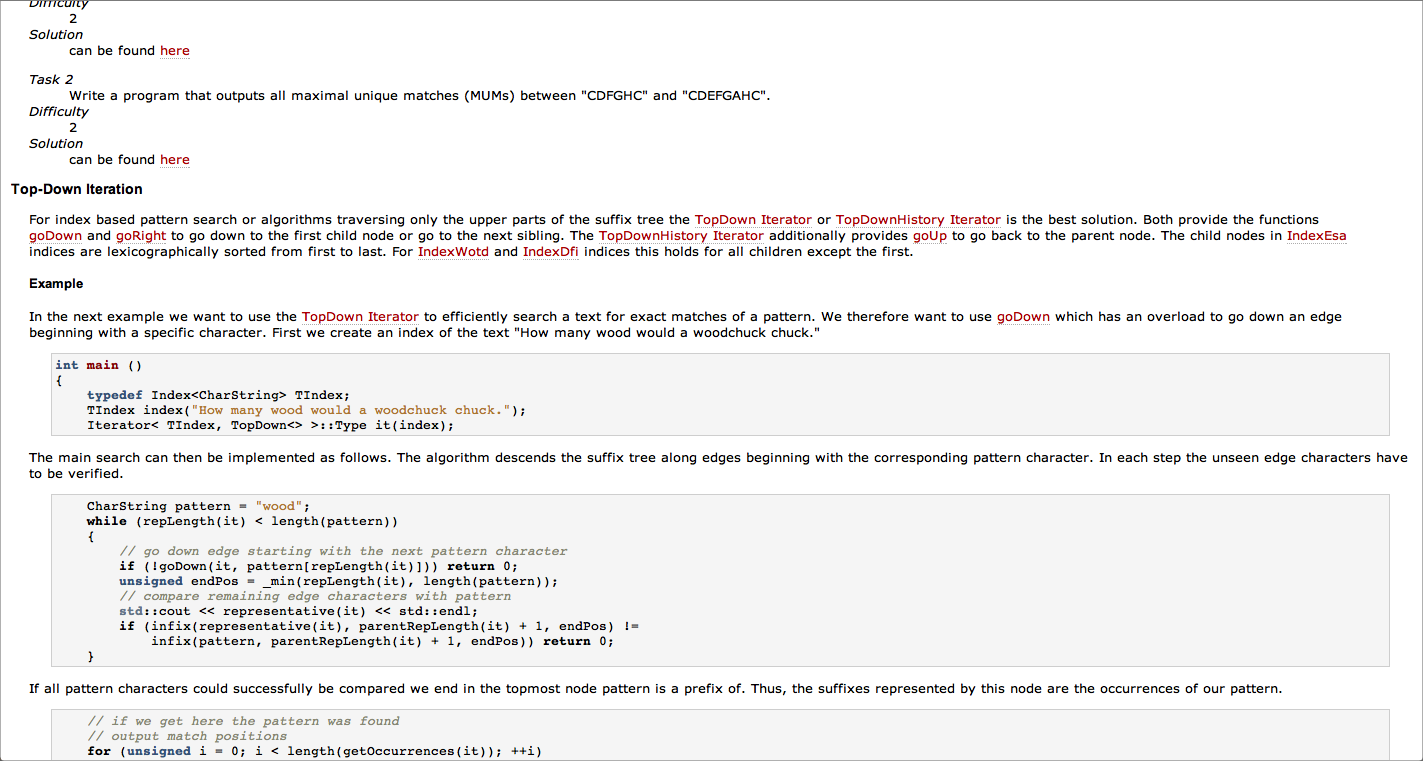 Difficulty
2
Solution
can be found here
Task 2
Write a program that outputs all maximal unique matches (MUMs) between "CDFGHC" and "CDEFGAHC".
Difficulty
2
Solution
can be found here
Top-Down Iteration
For index based pattern search or algorithms traversing only the upper parts of the suffix tree the TopDown Iterator or TopDownHistory Iterator is the best solution. Both provide the functions
goDown and goRight to go down to the first child node or go to the next sibling. The TopDownHistory Iterator additionally provides goUp to go back to the parent node. The child nodes in IndexEsa
indices are lexicographically sorted from first to last. For IndexWotd and IndexDfi indices this holds for all children except the first.
Example
In the next example we want to use the TopDown Iterator to efficiently search a text for exact matches of a pattern. We therefore want to use goDown which has an overload to go down an edge
beginning with a specific character. First we create an index of the text "How many wood would a woodchuck chuck."
int main ()
{
    typedef Index<CharString> TIndex;
    TIndex index("How many wood would a woodchuck chuck.");
    Iterator< TIndex, TopDown<> >::Type it(index);
The main search can then be implemented as follows. The algorithm descends the suffix tree along edges beginning with the corresponding pattern character. In each step the unseen edge characters have
to be verified.
    CharString pattern = "wood";
    while (repLength(it) < length(pattern))
    {
        // go down edge starting with the next pattern character
        if (!goDown(it, pattern[repLength(it)])) return 0;
        unsigned endPos = _min(repLength(it), length(pattern));
        // compare remaining edge characters with pattern
        std::cout << representative(it) << std::endl;
        if (infix(representative(it), parentRepLength(it) + 1, endPos) !=
            infix(pattern, parentRepLength(it) + 1, endPos)) return 0;
    }
If all pattern characters could successfully be compared we end in the topmost node pattern is a prefix of. Thus, the suffixes represented by this node are the occurrences of our pattern.
    // if we get here the pattern was found
    // output match positions
    for (unsigned i = 0; i < length(getOccurrences(it)); ++i)